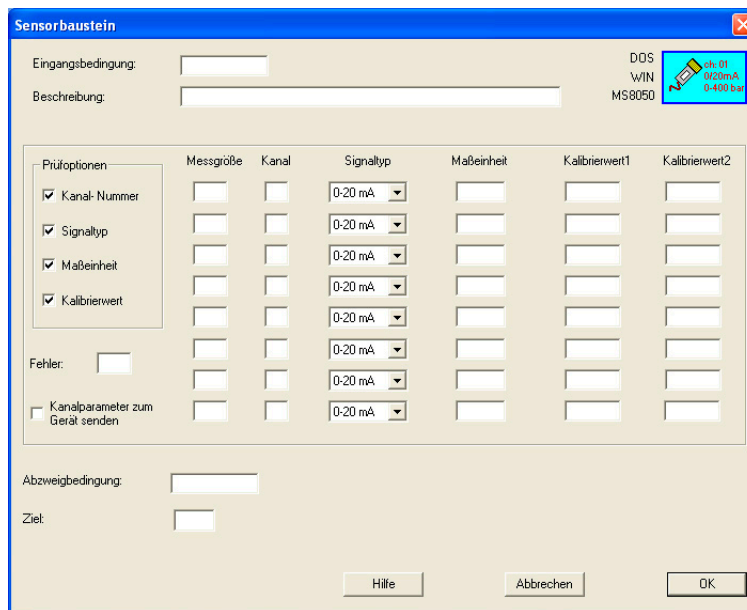 Sensorbaustein
Eingangsbedingung:
DOS
WIN
MS8050
ch: 01
0/20mA
0-400 bar
Beschreibung:
Prüfoptionen
Messgröße Kanal Signaltyp Maßeinheit Kalibrierwert1 Kalibrierwert2
Kanal- Nummer 0-20 mA
0-20 mA
Signaltyp
0-20 mA
Maßeinheit
0-20 mA
Kalibrierwert
0-20 mA
0-20 mA
Fehler:
0-20 mA
Kanalparameter zum
Gerät senden
0-20 mA
Abzweigbedingung:
Ziel:
Hilfe Abbrechen OK